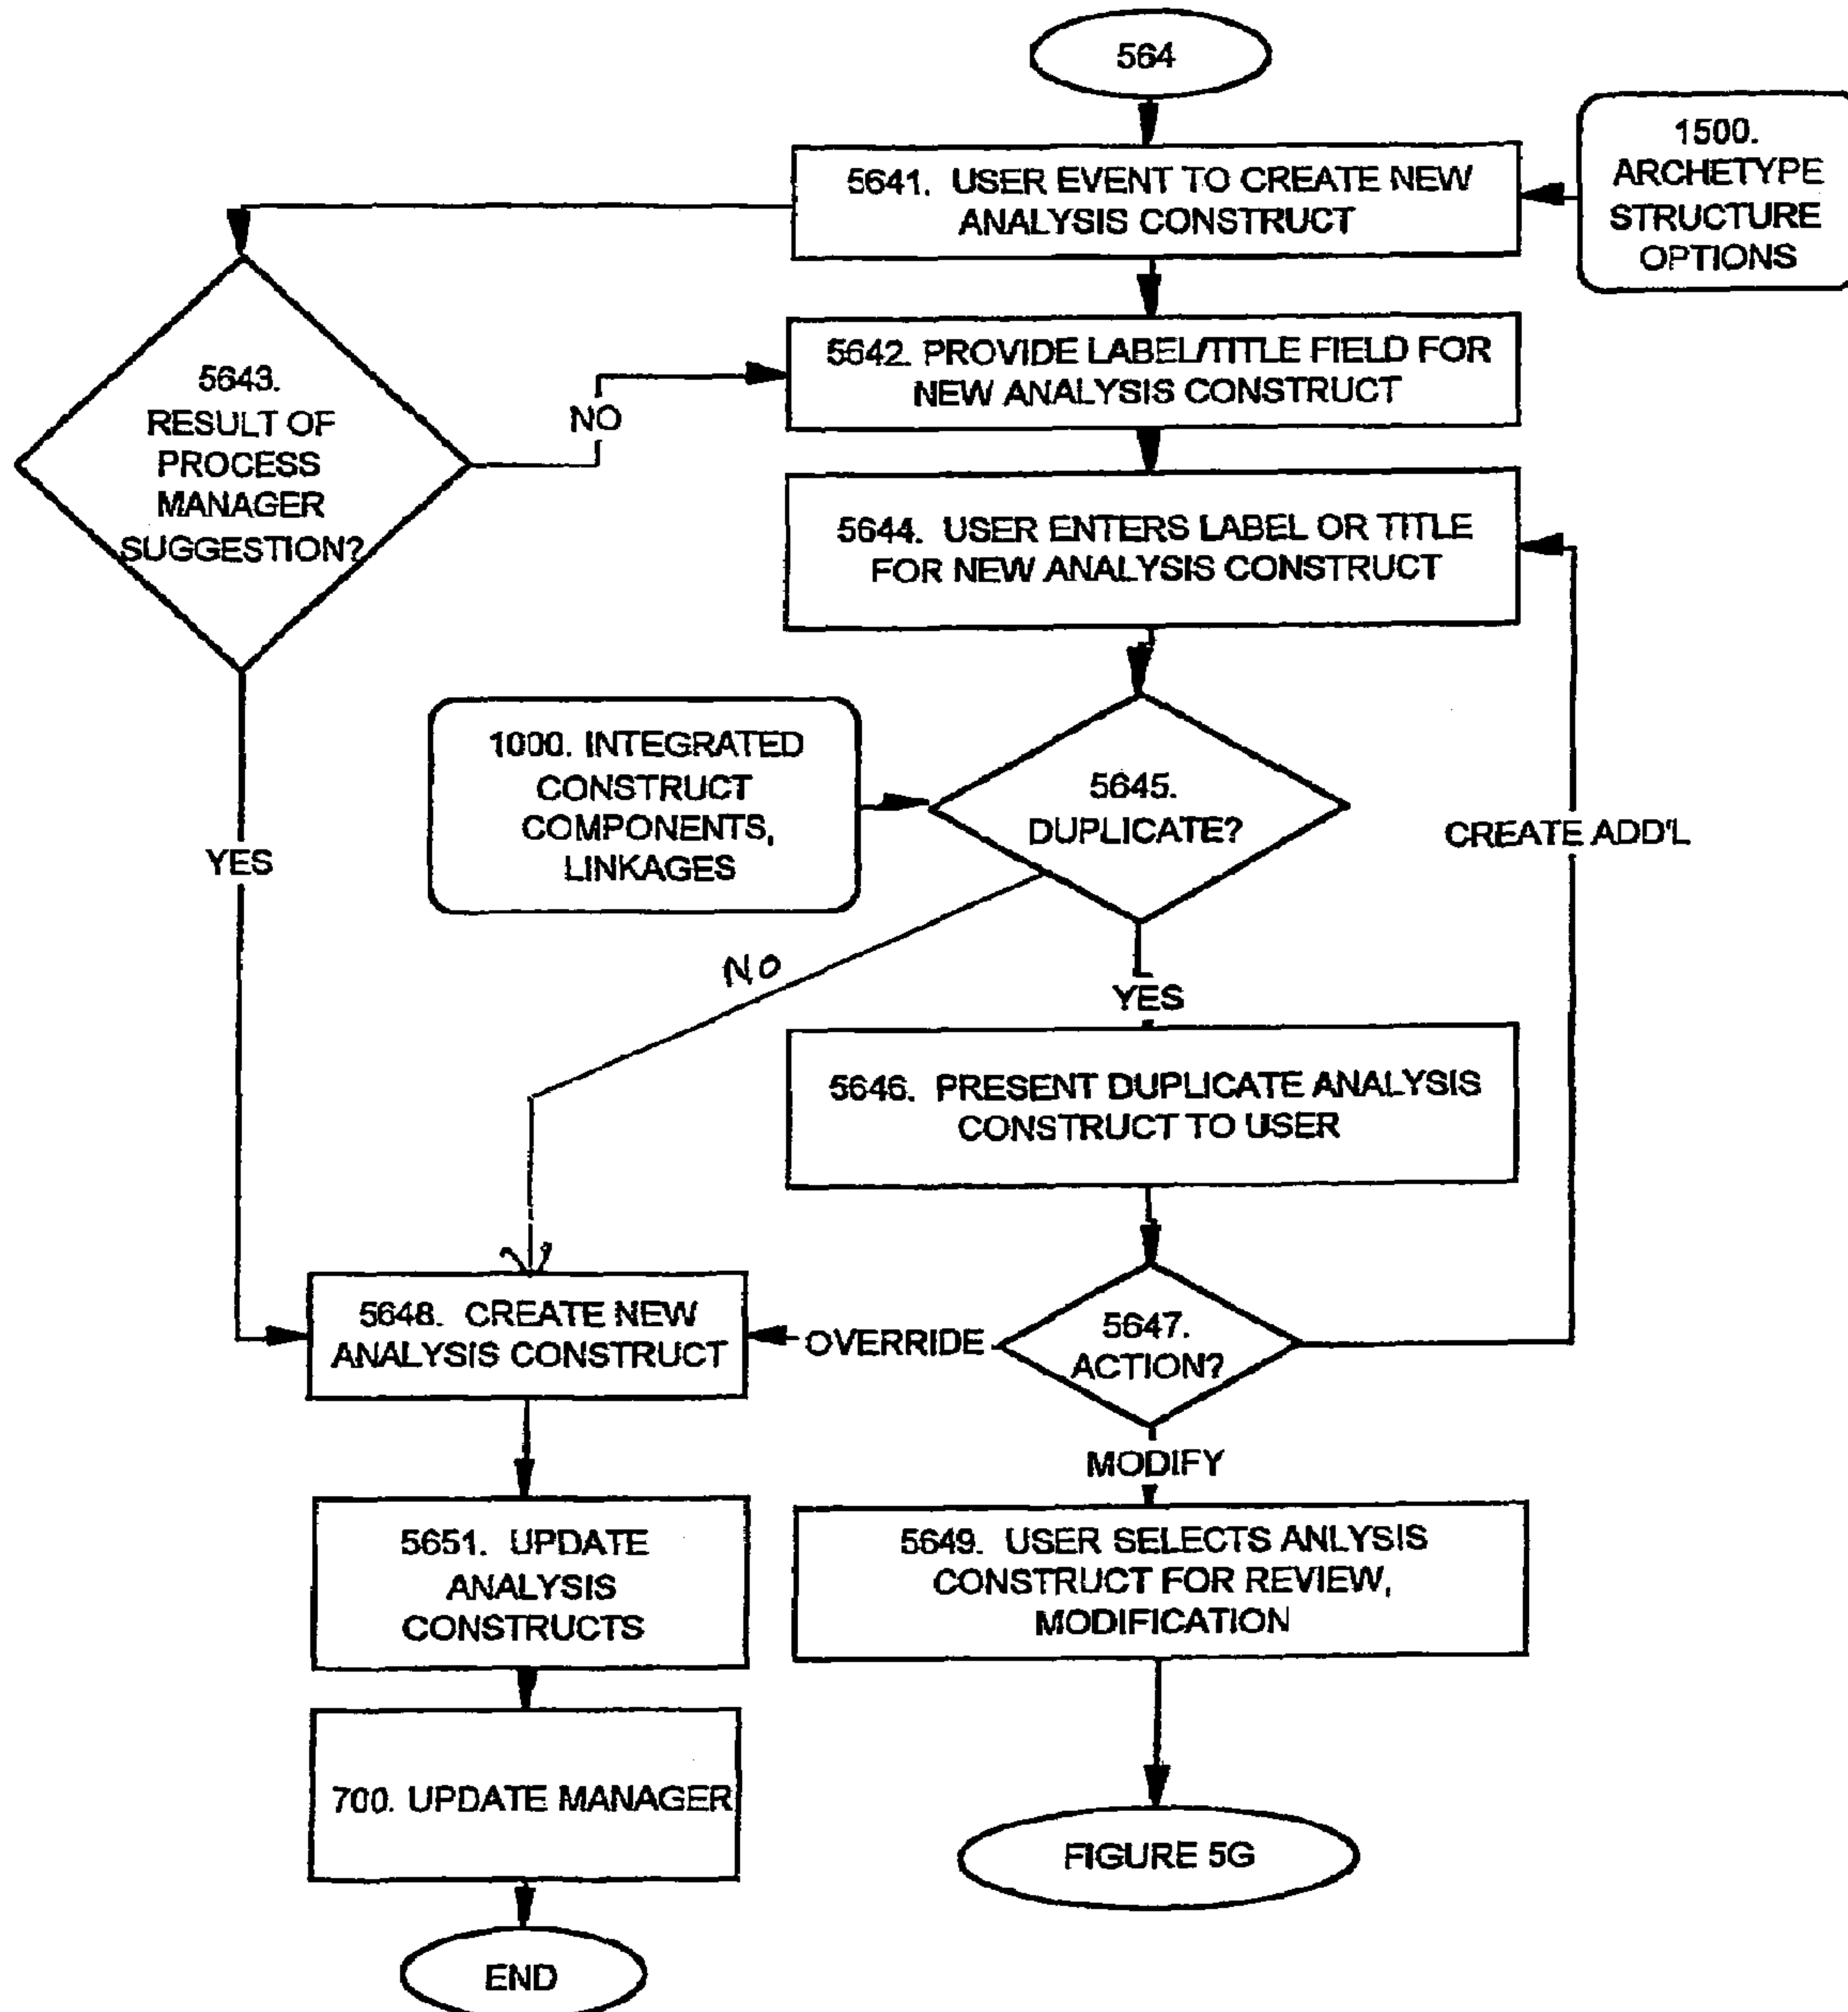 564
1500.
ARCHETYPE
STRUCTURE
OPTIONS
5641. USER EVENT TO CREATE NEW
ANALYSIS CONSTRUCT
5642. PROVIDE LABEL/TITLE FIELD FOR
NEW ANALYSIS CONSTRUCT
5643.
RESULT OF
PROCESS
MANAGER
SUGGESTION?
NO
5644. USER ENTERS LABEL OR TITLE
FOR NEW ANALYSIS CONSTRUCT
1000. INTEGRATED
CONSTRUCT
COMPONENTS,
LINKAGES
5645.
DUPLICATE?
CREATE ADD'L
YES
NO
YES
5646. PRESENT DUPLICATE ANALYSIS
CONSTRUCT TO USER
5648. CREATE NEW
ANALYSIS CONSTRUCT
OVERRIDE
5647.
ACTION?
MODIFY
5651. UPDATE
ANALYSIS
CONSTRUCTS
5649. USER SELECTS ANLYSIS
CONSTRUCT FOR REVIEW,
MODIFICATION
700. UPDATE MANAGER
FIGURE 5G
END